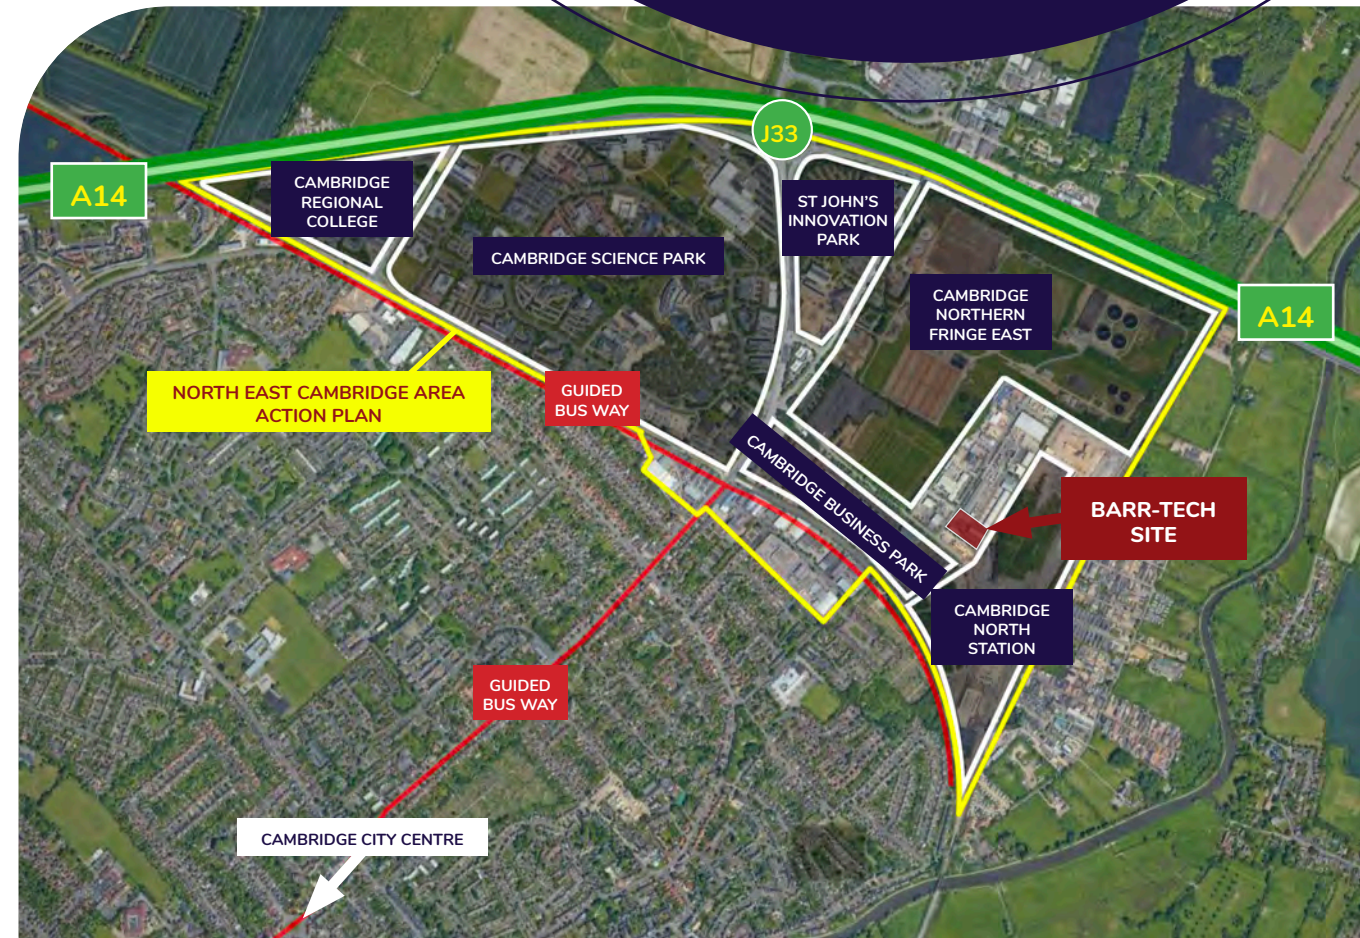 J33
A14
CAMBRIDGE
REGIONAL
COLLEGE
ST JOHN'S
INNOVATION
PARK
CAMBRIDGE SCIENCE PARK
CAMBRIDGE
NORTHERN
FRINGE EAST
A14
NORTH EAST CAMBRIDGE AREA
ACTION PLAN
GUIDED
BUS WAY
CAMBRIDGE BUSINESS PARK
BARR-TECH
SITE
CAMBRIDGE
NORTH
STATION
GUIDED
BUS WAY
CAMBRIDGE CITY CENTRE